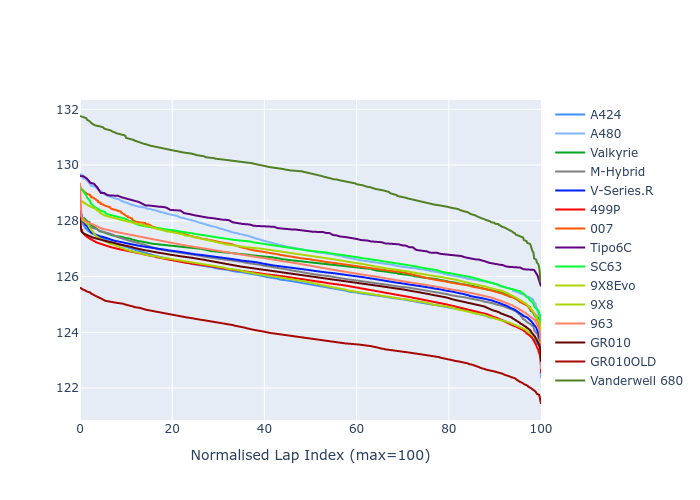 132
130
128
126
124
122
0 20 40 60 80 100
Normalised Lap Index (max=100)
A424
A480
Valkyrie
M-Hybrid
V-Series.R
499P
007
Tipo6C
SC63
9X8Evo
9X8
963
GR010
GR010OLD
Vanderwell 680